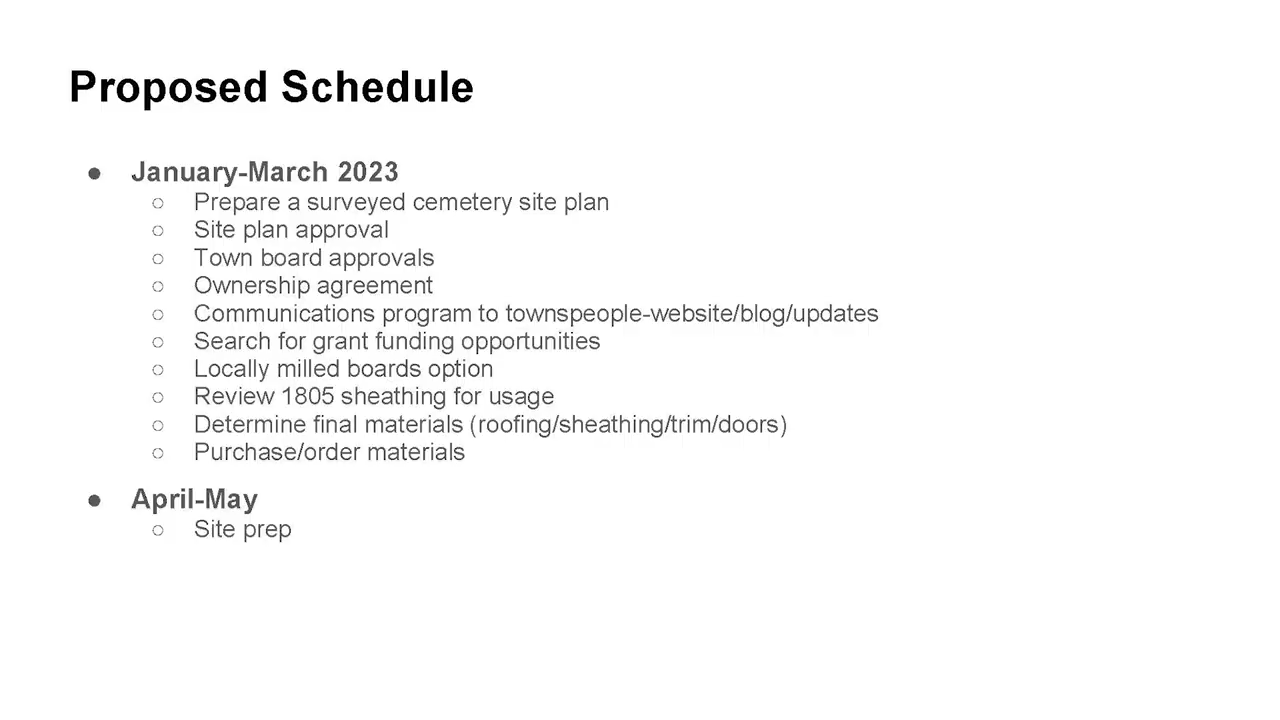 Proposed Schedule
● January-March 2023
○ Prepare a surveyed cemetery site plan
○ Site plan approval
○ Town board approvals
○ Ownership agreement
○ Communications program to townspeople-website/blog/updates
○ Search for grant funding opportunities
○ Locally milled boards option
○ Review 1805 sheathing for usage
○ Determine final materials (roofing/sheathing/trim/doors)
○ Purchase/order materials
● April-May
○ Site prep